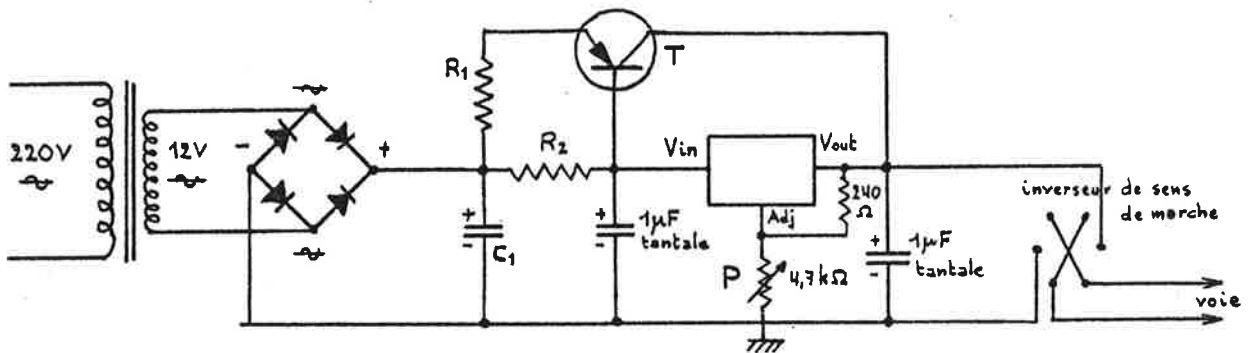 220V
12V
-
+
R1
R2
T
+
-
C1
+
-
1µF
tantale
Vin
Vout
Adj
240
Ω
P
4,7kΩ
+
-
1µF
tantale
inverseur de sens
de marche
voie